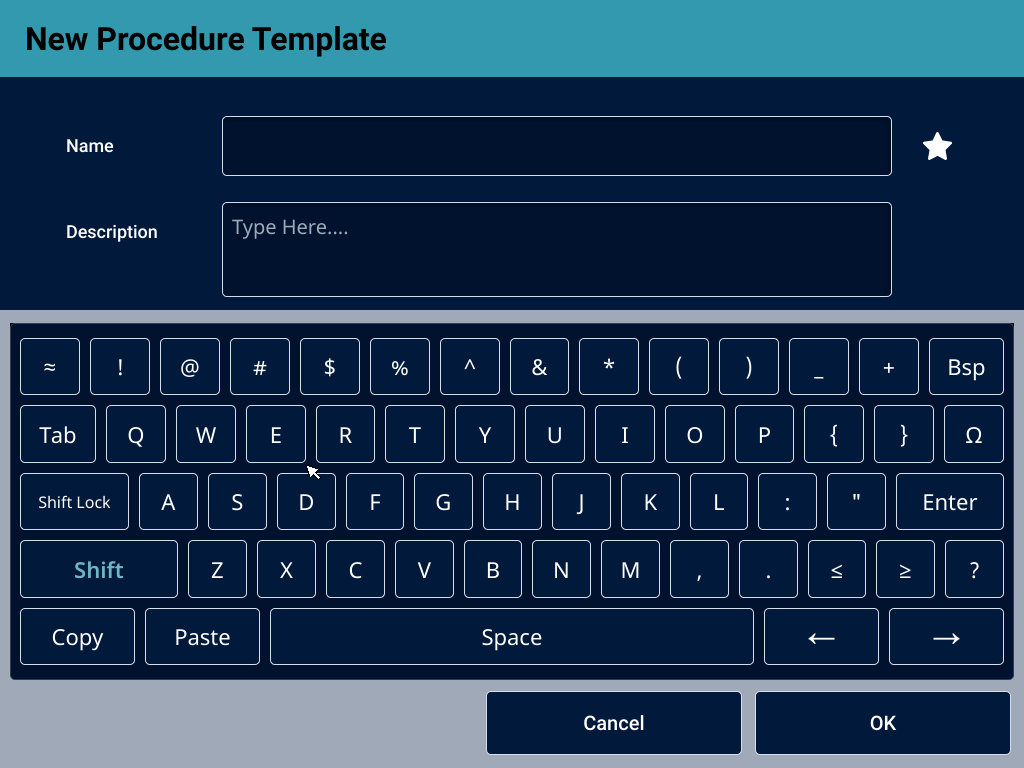 New Procedure Template
Name
Description
Type Here....
≈ ! @ # $ % ^ & * ( ) _ + Bsp
Tab Q W E R T Y U I O P { } Ω
Shift Lock A S D F G H J K L : " Enter
Shift Z X C V B N M , . ≤ ≥ ?
Copy Paste Space ← →
Cancel OK